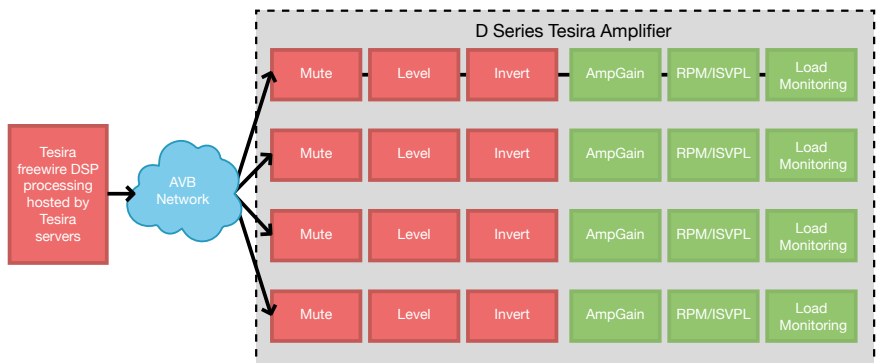 D Series Tesira Amplifier
Mute
Level
Invert
AmpGain
RPM/ISVPL
Load
Monitoring
Tesira
freewire DSP
processing
hosted by
Tesira
servers
AVB
Network
Mute
Level
Invert
AmpGain
RPM/ISVPL
Load
Monitoring
Mute
Level
Invert
AmpGain
RPM/ISVPL
Load
Monitoring
Mute
Level
Invert
AmpGain
RPM/ISVPL
Load
Monitoring